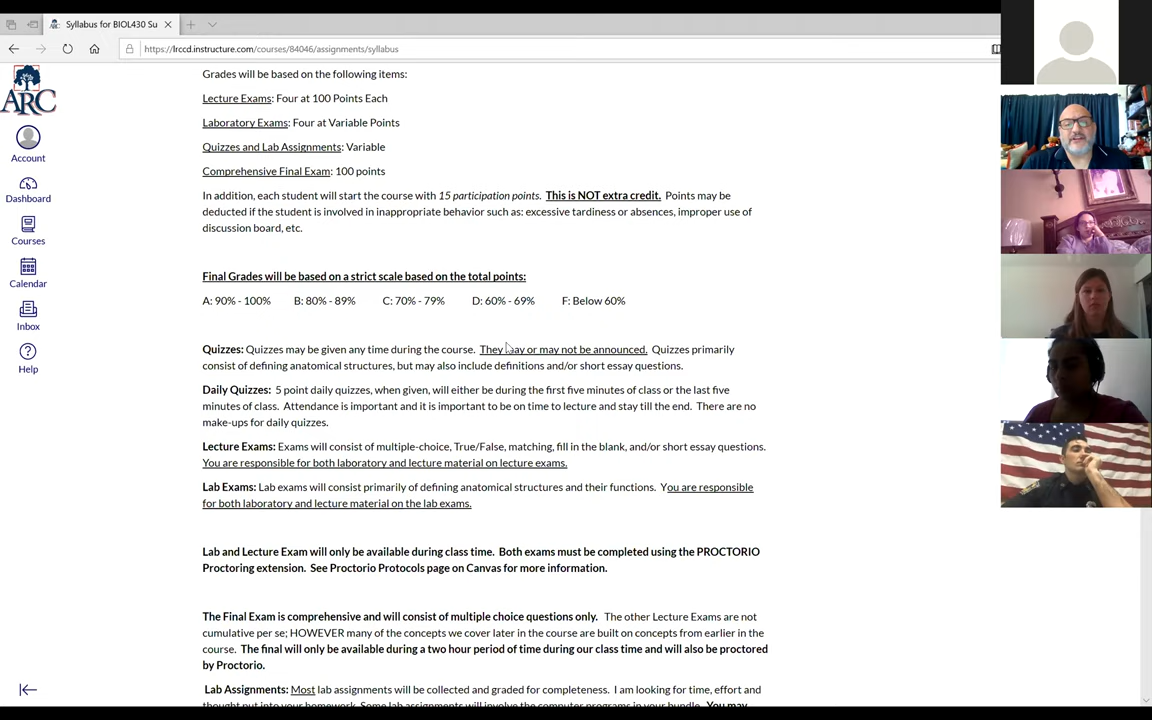 Syllabus for BIOL430 Su
https://lrccd.instructure.com/courses/84046/assignments/syllabus
ARC
Account
Dashboard
Courses
Calendar
Inbox
Help
Grades will be based on the following items:
Lecture Exams: Four at 100 Points Each
Laboratory Exams: Four at Variable Points
Quizzes and Lab Assignments: Variable
Comprehensive Final Exam: 100 points
In addition, each student will start the course with 15 participation points. This is NOT extra credit. Points may be
deducted if the student is involved in inappropriate behavior such as: excessive tardiness or absences, improper use of
discussion board, etc.
Final Grades will be based on a strict scale based on the total points:
A: 90% - 100% B: 80% - 89% C: 70% - 79% D: 60% - 69% F: Below 60%
Quizzes: Quizzes may be given any time during the course. They may or may not be announced. Quizzes primarily
consist of defining anatomical structures, but may also include definitions and/or short essay questions.
Daily Quizzes: 5 point daily quizzes, when given, will either be during the first five minutes of class or the last five
minutes of class. Attendance is important and it is important to be on time to lecture and stay till the end. There are no
make-ups for daily quizzes.
Lecture Exams: Exams will consist of multiple-choice, True/False, matching, fill in the blank, and/or short essay questions.
You are responsible for both laboratory and lecture material on lecture exams.
Lab Exams: Lab exams will consist primarily of defining anatomical structures and their functions. You are responsible
for both laboratory and lecture material on the lab exams.
Lab and Lecture Exam will only be available during class time. Both exams must be completed using the PROCTORIO
Proctoring extension. See Proctorio Protocols page on Canvas for more information.
The Final Exam is comprehensive and will consist of multiple choice questions only. The other Lecture Exams are not
cumulative per se; HOWEVER many of the concepts we cover later in the course are built on concepts from earlier in the
course. The final will only be available during a two hour period of time during our class time and will also be proctored
by Proctorio.
Lab Assignments: Most lab assignments will be collected and graded for completeness. I am looking for time, effort and
thought put into your homework. Some lab assignments will involve the computer programs in your bundle. You may